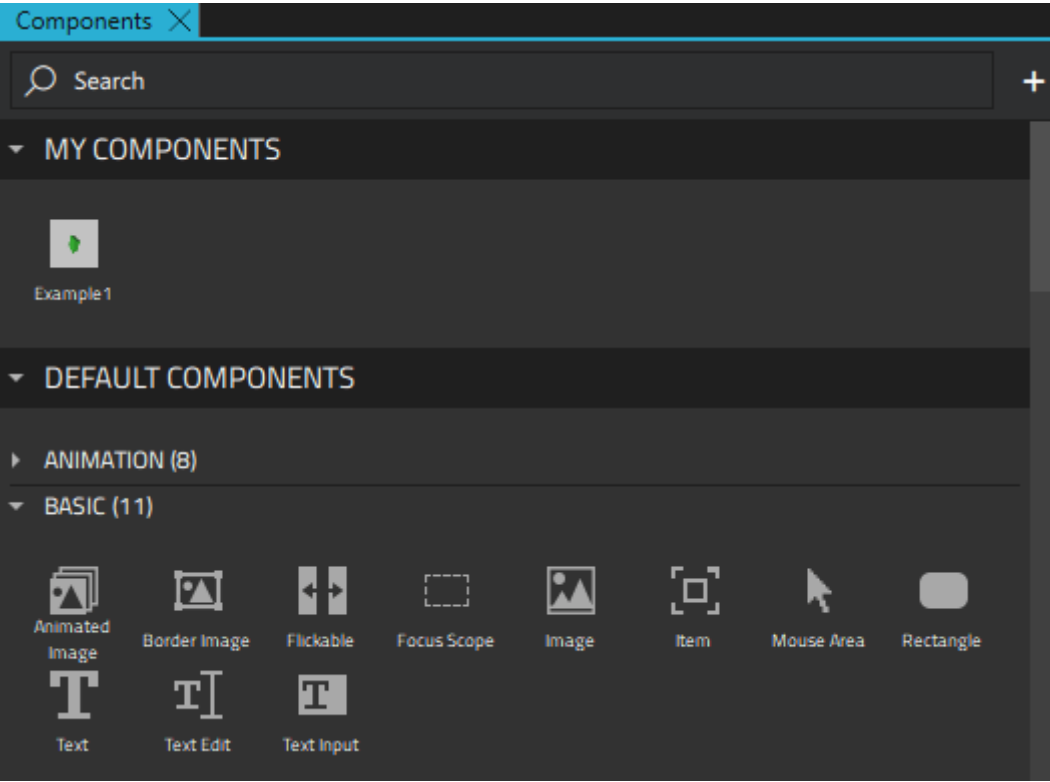 Components
Search
MY COMPONENTS
Example1
DEFAULT COMPONENTS
ANIMATION (8)
BASIC (11)
Animated Image
Border Image
Flickable
Focus Scope
Image
Item
Mouse Area
Rectangle
Text
Text Edit
Text Input